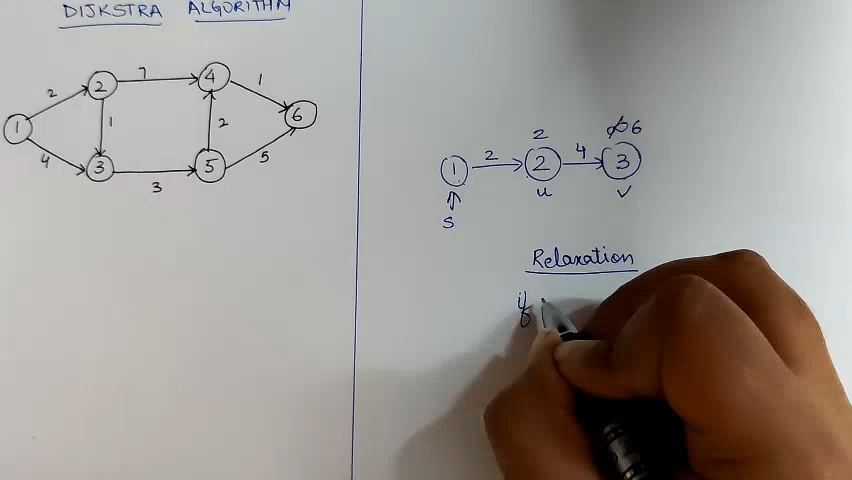 DIJKSTRA ALGORITHM
2 7 1
1 2 4 6
1 2
4 3 5 5
3
2 ∞ 6
1 2 2 4 3
u v
S
Relaxation
if